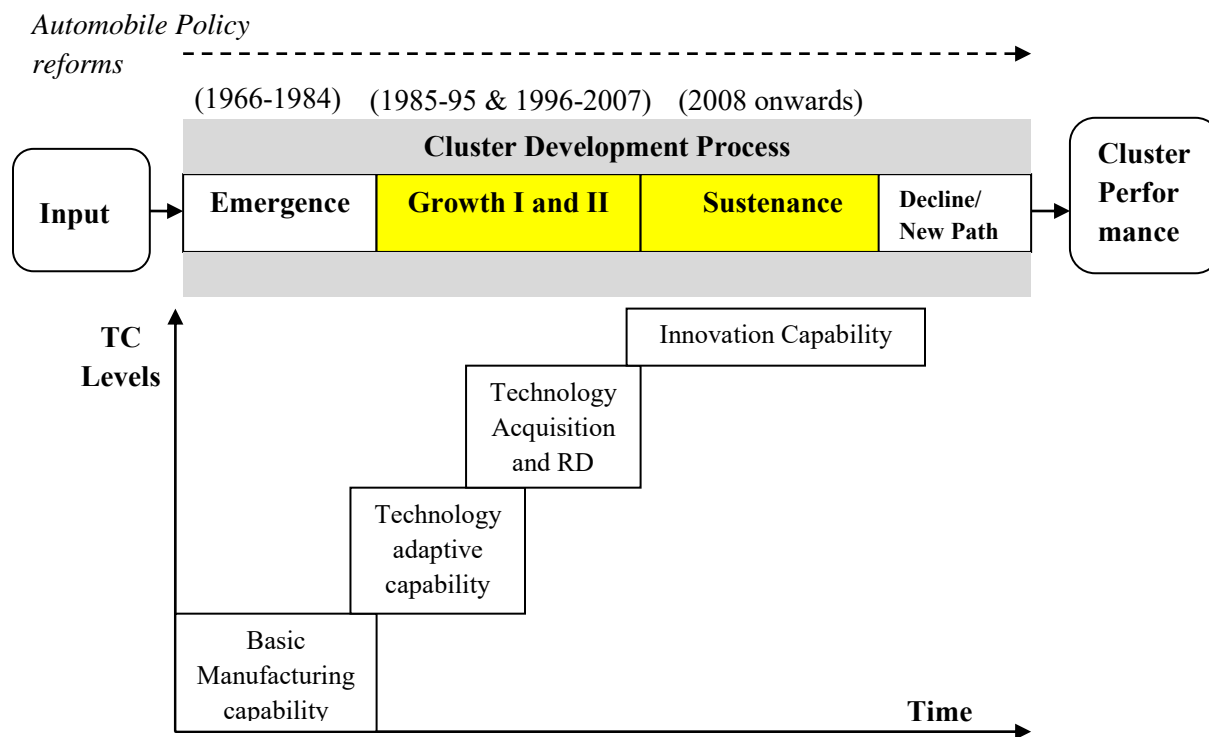 Automobile Policy
reforms
(1966-1984)
(1985-95 & 1996-2007)
(2008 onwards)
Cluster Development Process
Input
Emergence
Growth I and II
Sustenance
Decline/
New Path
Cluster
Perfor
mance
TC
Levels
Innovation Capability
Technology
Acquisition
and RD
Technology
adaptive
capability
Basic
Manufacturing
capability
Time